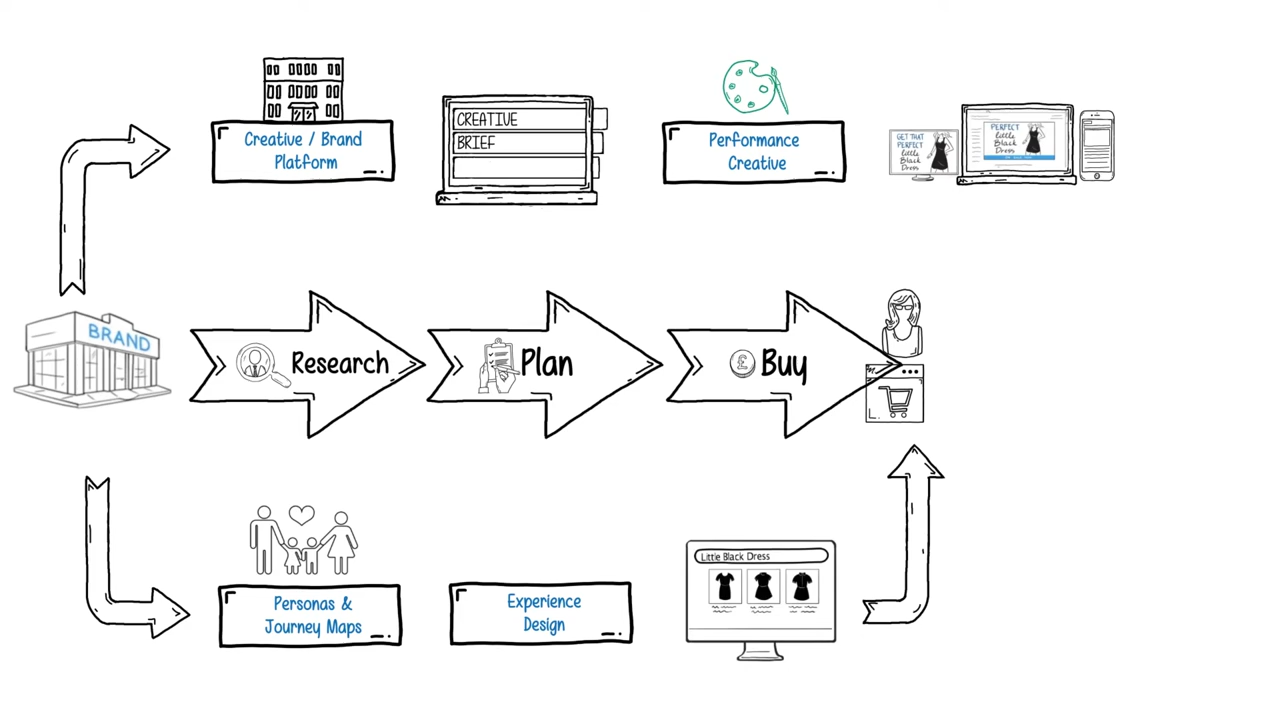 Creative / Brand
Platform
CREATIVE
BRIEF
Performance
Creative
GET THAT
PERFECT
little
Black
Dress
PERFECT
little
Black
Dress
BRAND
Research
Plan
£
Buy
Personas &
Journey Maps
Experience
Design
Little Black Dress